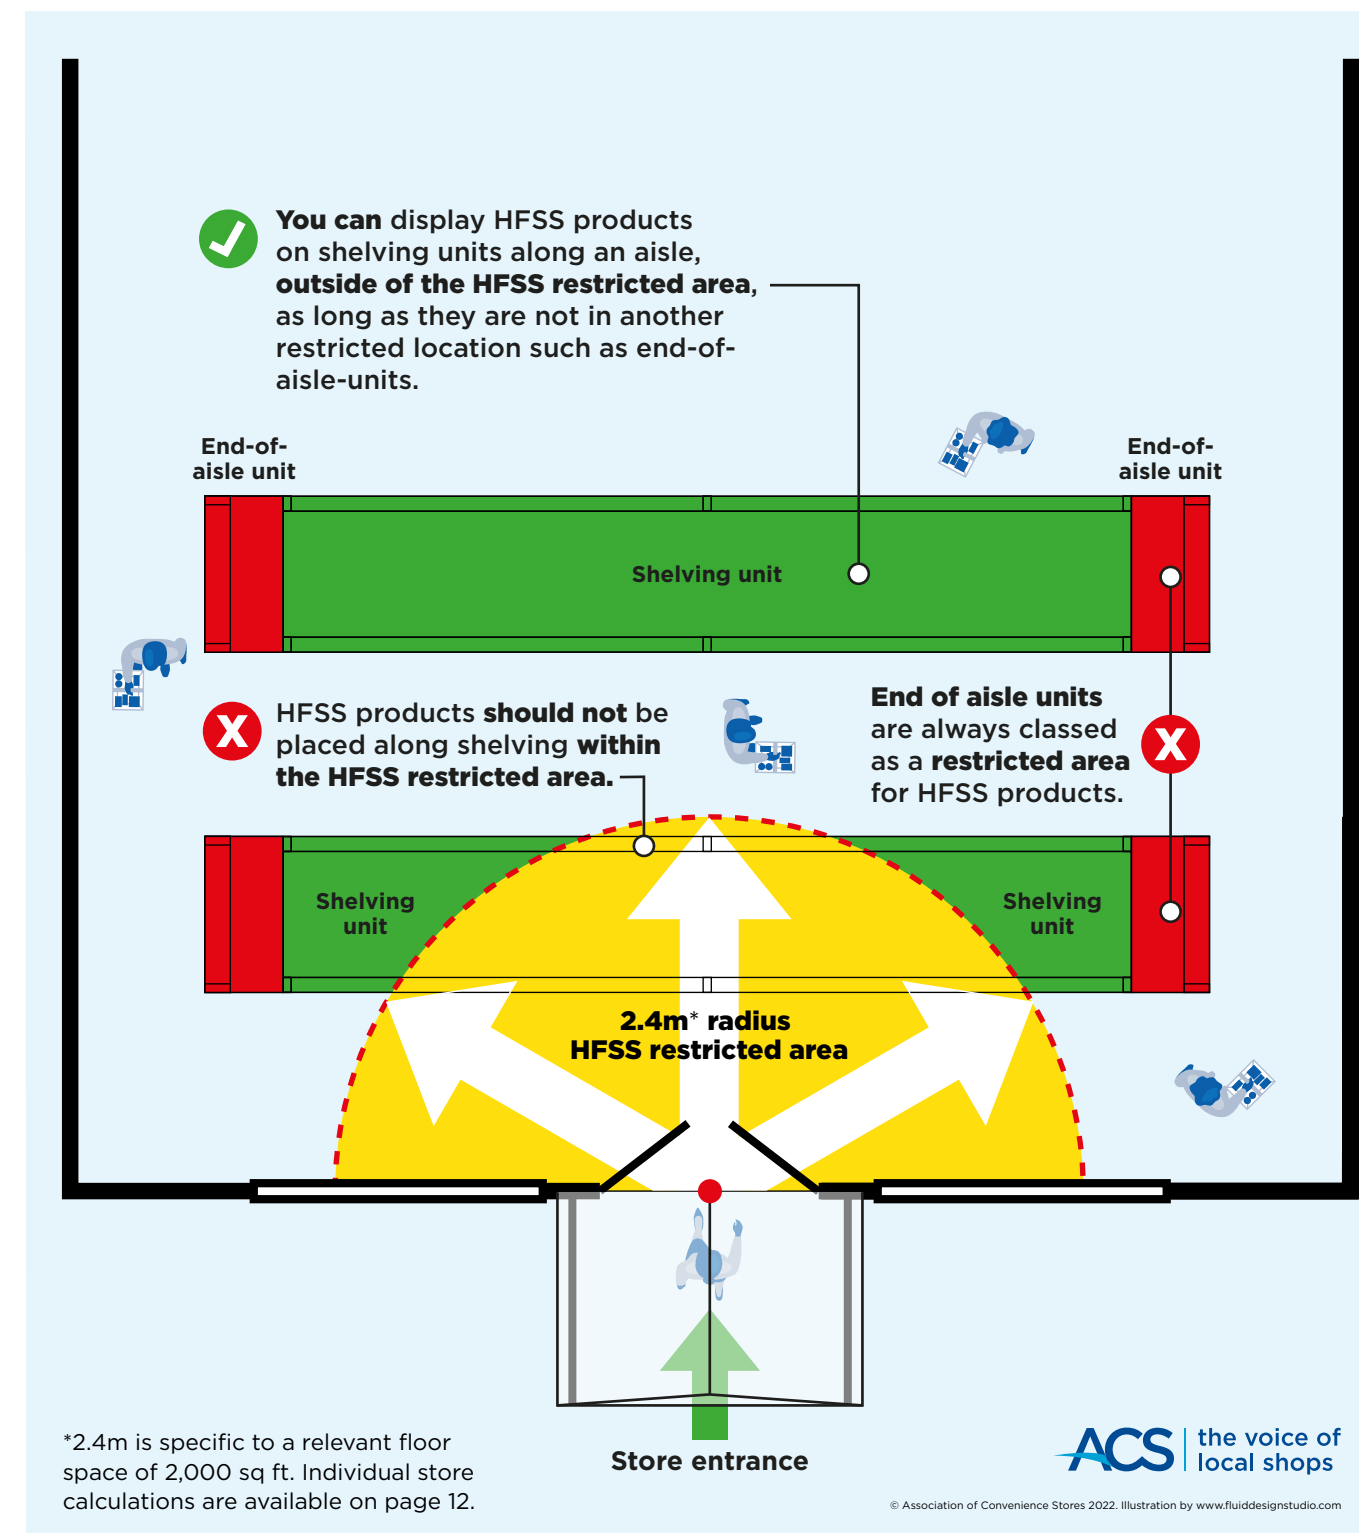 You can display HFSS products
on shelving units along an aisle,
outside of the HFSS restricted area,
as long as they are not in another
restricted location such as end-of-
aisle-units.
End-of-
aisle unit
End-of-
aisle unit
Shelving unit
X
HFSS products should not be
placed along shelving within
the HFSS restricted area.
End of aisle units
are always classed
as a restricted area
for HFSS products.
X
Shelving
unit
Shelving
unit
2.4m* radius
HFSS restricted area
Store entrance
*2.4m is specific to a relevant floor
space of 2,000 sq ft. Individual store
calculations are available on page 12.
ACS
the voice of
local shops
© Association of Convenience Stores 2022. Illustration by www.fluiddesignstudio.com